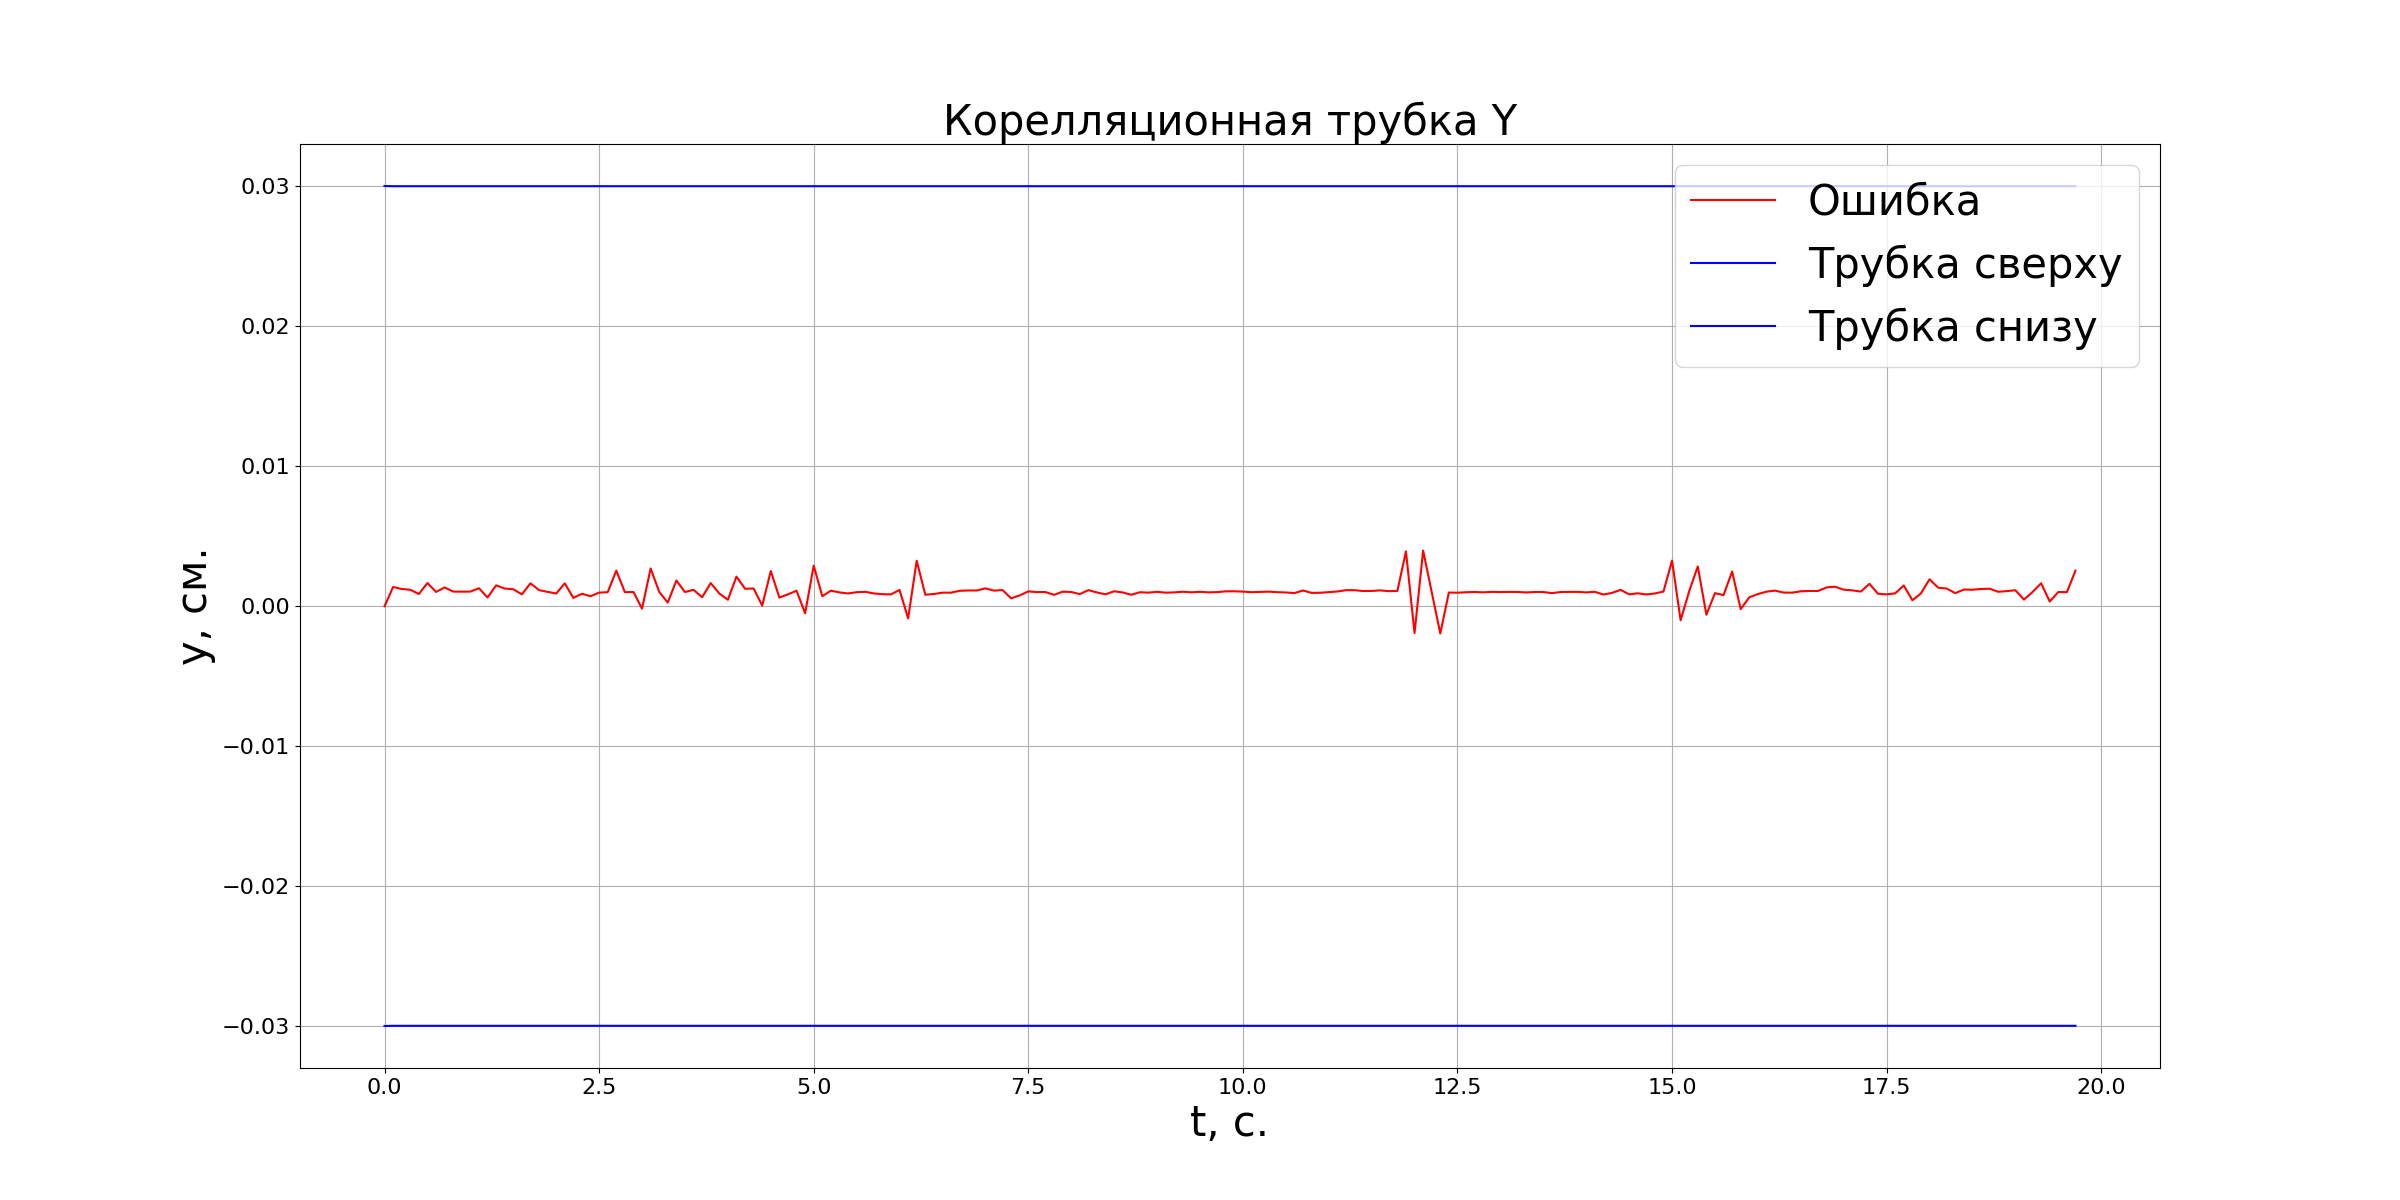 Корелляционная трубка Y
Ошибка
Трубка сверху
Трубка снизу
y, см.
0.03
0.02
0.01
0.00
−0.01
−0.02
−0.03
0.0 2.5 5.0 7.5 10.0 12.5 15.0 17.5 20.0
t, с.